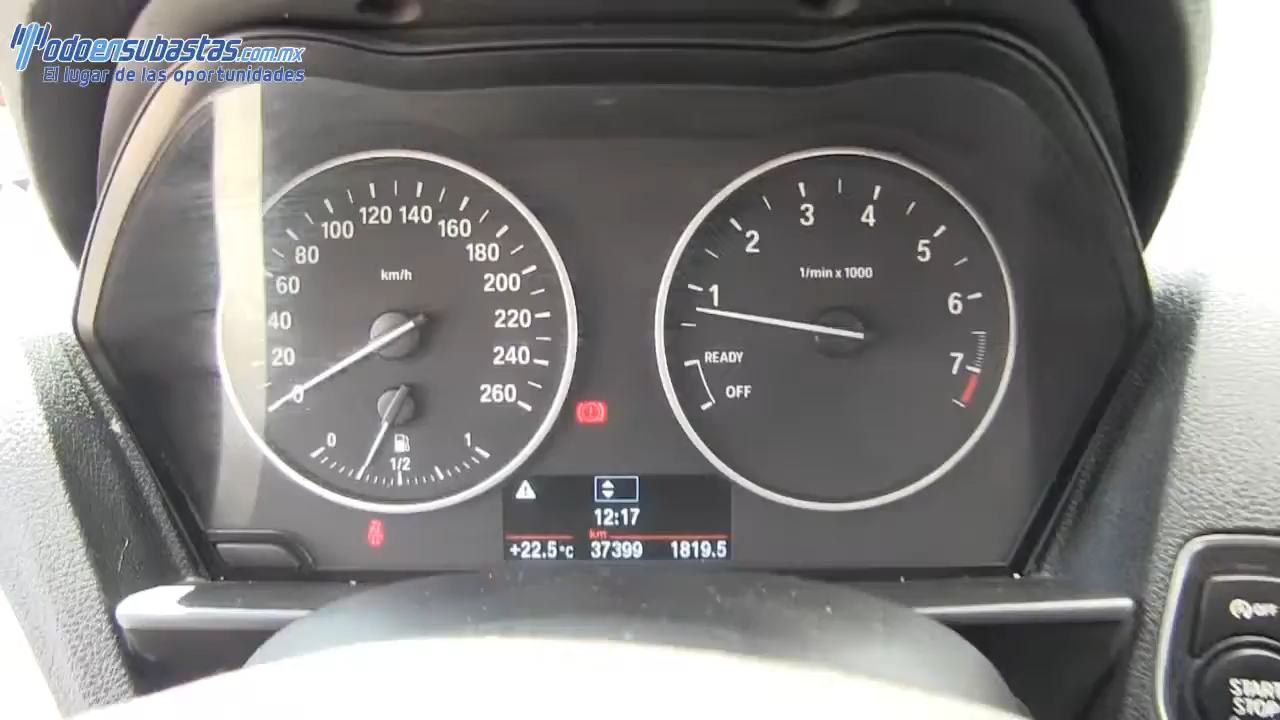 Todoensubastas.com.mx
El lugar de las oportunidades
0
20
40
60
80
100
120
140
160
180
200
220
240
260
km/h
0
1/2
1
1
2
3
4
5
6
7
1/min x 1000
READY
OFF
12:17
km
+22.5°C 37399 1819.5
OFF
START
STOP